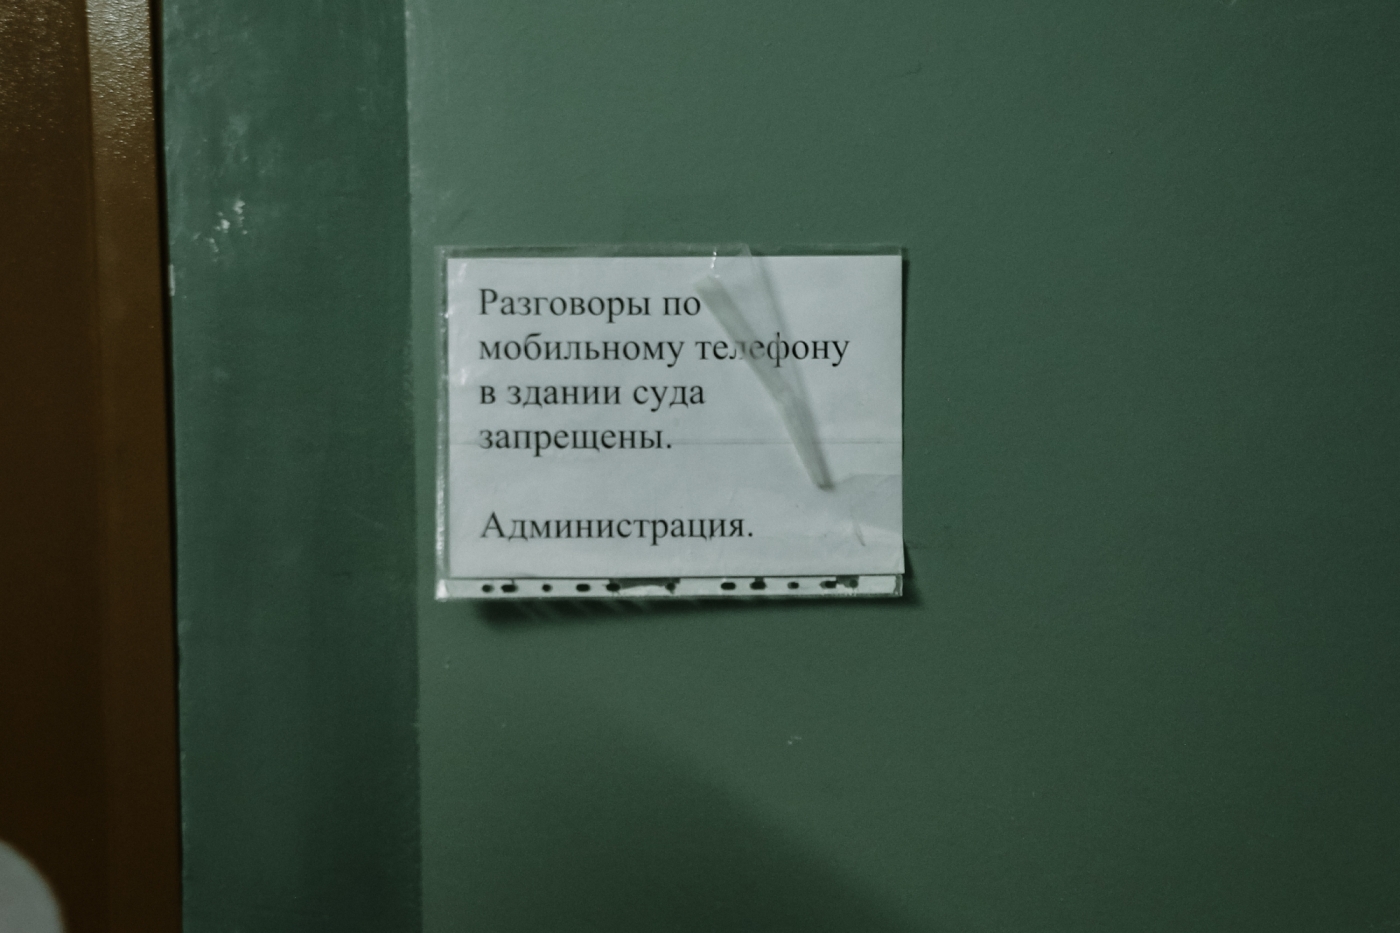 Разговоры по
мобильному телефону
в здании суда
запрещены.
Администрация.